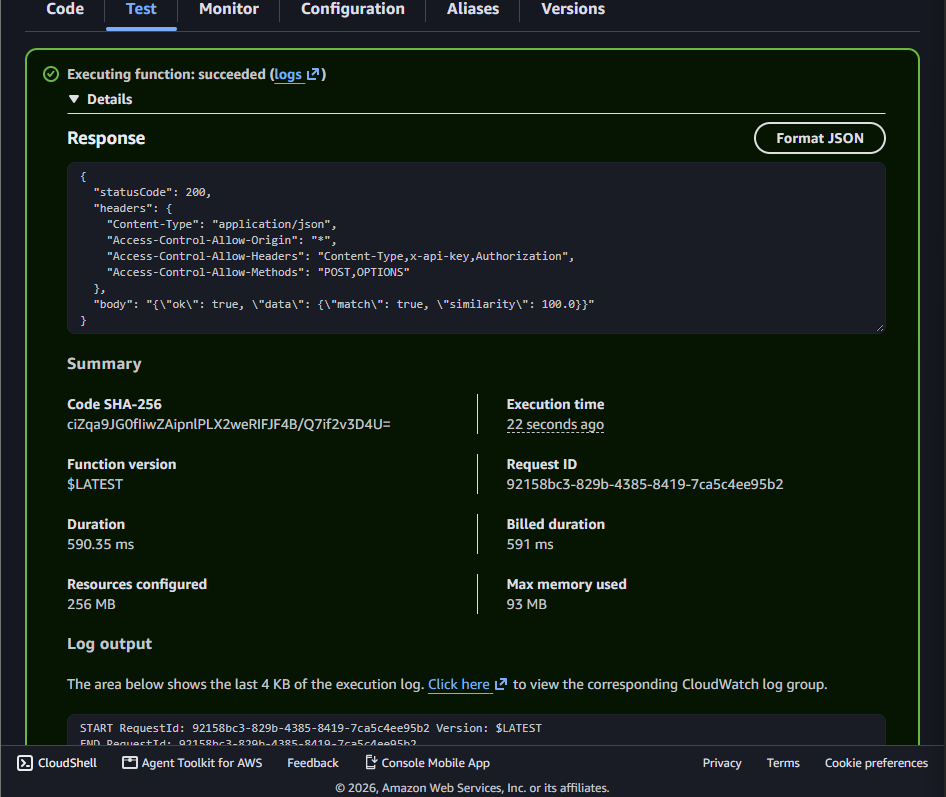 Code Test Monitor Configuration Aliases Versions
Executing function: succeeded (logs)
Details
Response
Format JSON
{
"statusCode": 200,
"headers": {
"Content-Type": "application/json",
"Access-Control-Allow-Origin": "*",
"Access-Control-Allow-Headers": "Content-Type,x-api-key,Authorization",
"Access-Control-Allow-Methods": "POST,OPTIONS"
},
"body": "{\"ok\": true, \"data\": {\"match\": true, \"similarity\": 100.0}}"
}
Summary
Code SHA-256
ciZqa9JG0fIiwZAipnlPLX2weRIFJF4B/Q7if2v3D4U=
Execution time
22 seconds ago
Function version
$LATEST
Request ID
92158bc3-829b-4385-8419-7ca5c4ee95b2
Duration
590.35 ms
Billed duration
591 ms
Resources configured
256 MB
Max memory used
93 MB
Log output
The area below shows the last 4 KB of the execution log. Click here to view the corresponding CloudWatch log group.
START RequestId: 92158bc3-829b-4385-8419-7ca5c4ee95b2 Version: $LATEST
END RequestId: 92158bc3-829b-4385-8419-7ca5c4ee95b2
CloudShell Agent Toolkit for AWS Feedback Console Mobile App Privacy Terms Cookie preferences
© 2026, Amazon Web Services, Inc. or its affiliates.